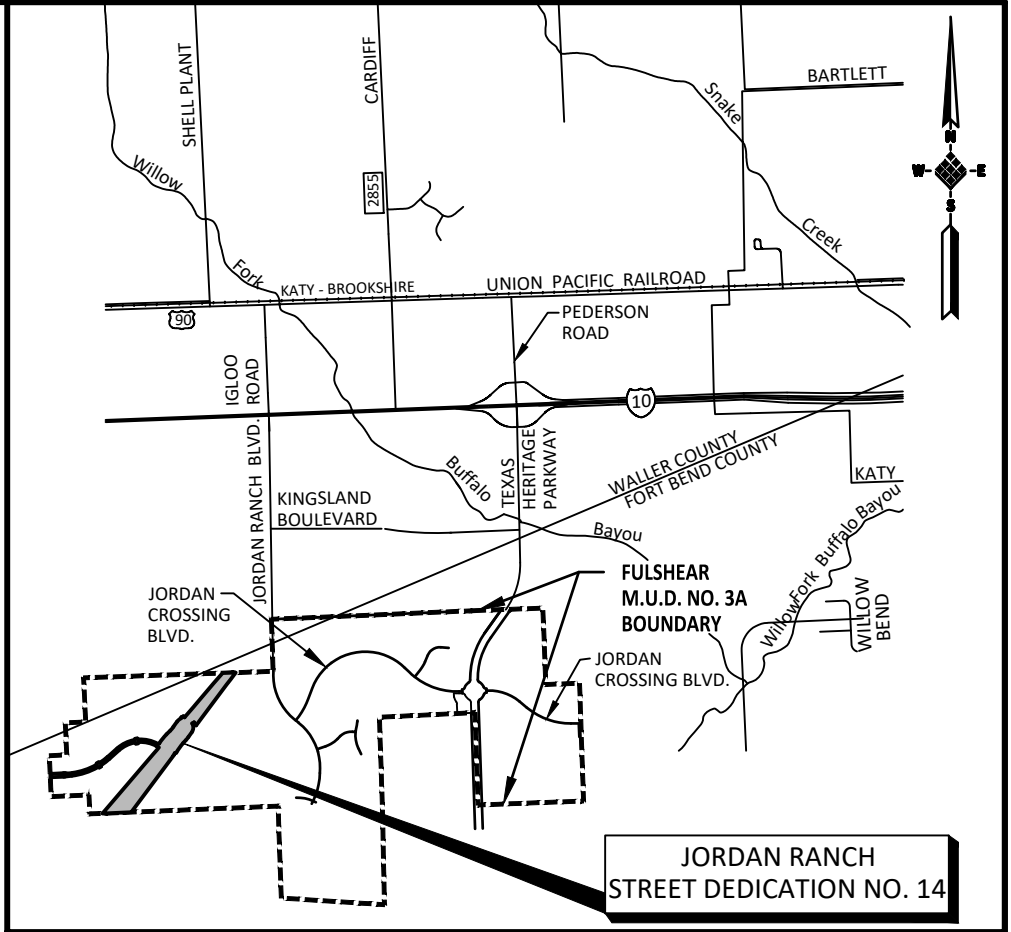 SHELL PLANT
CARDIFF
2855
BARTLETT
Snake
Creek
N
W
E
S
Willow
Fork
KATY - BROOKSHIRE
UNION PACIFIC RAILROAD
90
PEDERSON
ROAD
IGLOO
ROAD
10
JORDAN RANCH BLVD.
TEXAS
HERITAGE
PARKWAY
Buffalo
Bayou
WALLER COUNTY
FORT BEND COUNTY
KATY
KINGSLAND
BOULEVARD
Willow Fork Buffalo Bayou
WILLOW
BEND
JORDAN
CROSSING
BLVD.
FULSHEAR
M.U.D. NO. 3A
BOUNDARY
JORDAN
CROSSING BLVD.
JORDAN RANCH
STREET DEDICATION NO. 14